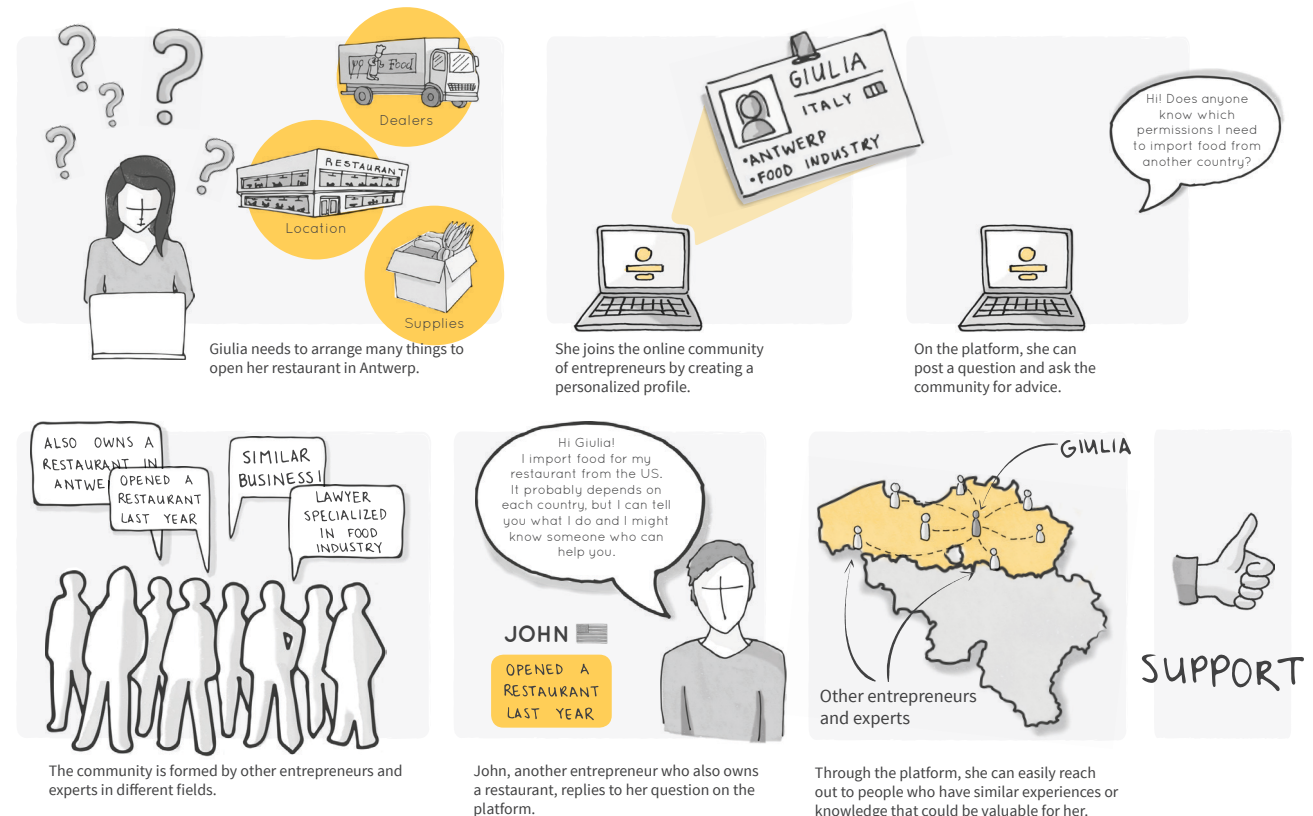 Food
Dealers
RESTAURANT
Location
Supplies
Giulia needs to arrange many things to
open her restaurant in Antwerp.
GIULIA
ITALY
•ANTWERP
•FOOD INDUSTRY
She joins the online community
of entrepreneurs by creating a
personalized profile.
Hi! Does anyone
know which
permissions I need
to import food from
another country?
On the platform, she can
post a question and ask the
community for advice.
ALSO OWNS A
RESTAURANT IN
ANTWE
OPENED A
RESTAURANT
LAST YEAR
SIMILAR
BUSINESS!
LAWYER
SPECIALIZED
IN FOOD
INDUSTRY
The community is formed by other entrepreneurs and
experts in different fields.
Hi Giulia!
I import food for my
restaurant from the US.
It probably depends on
each country, but I can tell
you what I do and I might
know someone who can
help you.
JOHN
OPENED A
RESTAURANT
LAST YEAR
John, another entrepreneur who also owns
a restaurant, replies to her question on the
platform.
GIULIA
Other entrepreneurs
and experts
Through the platform, she can easily reach
out to people who have similar experiences or
knowledge that could be valuable for her.
SUPPORT